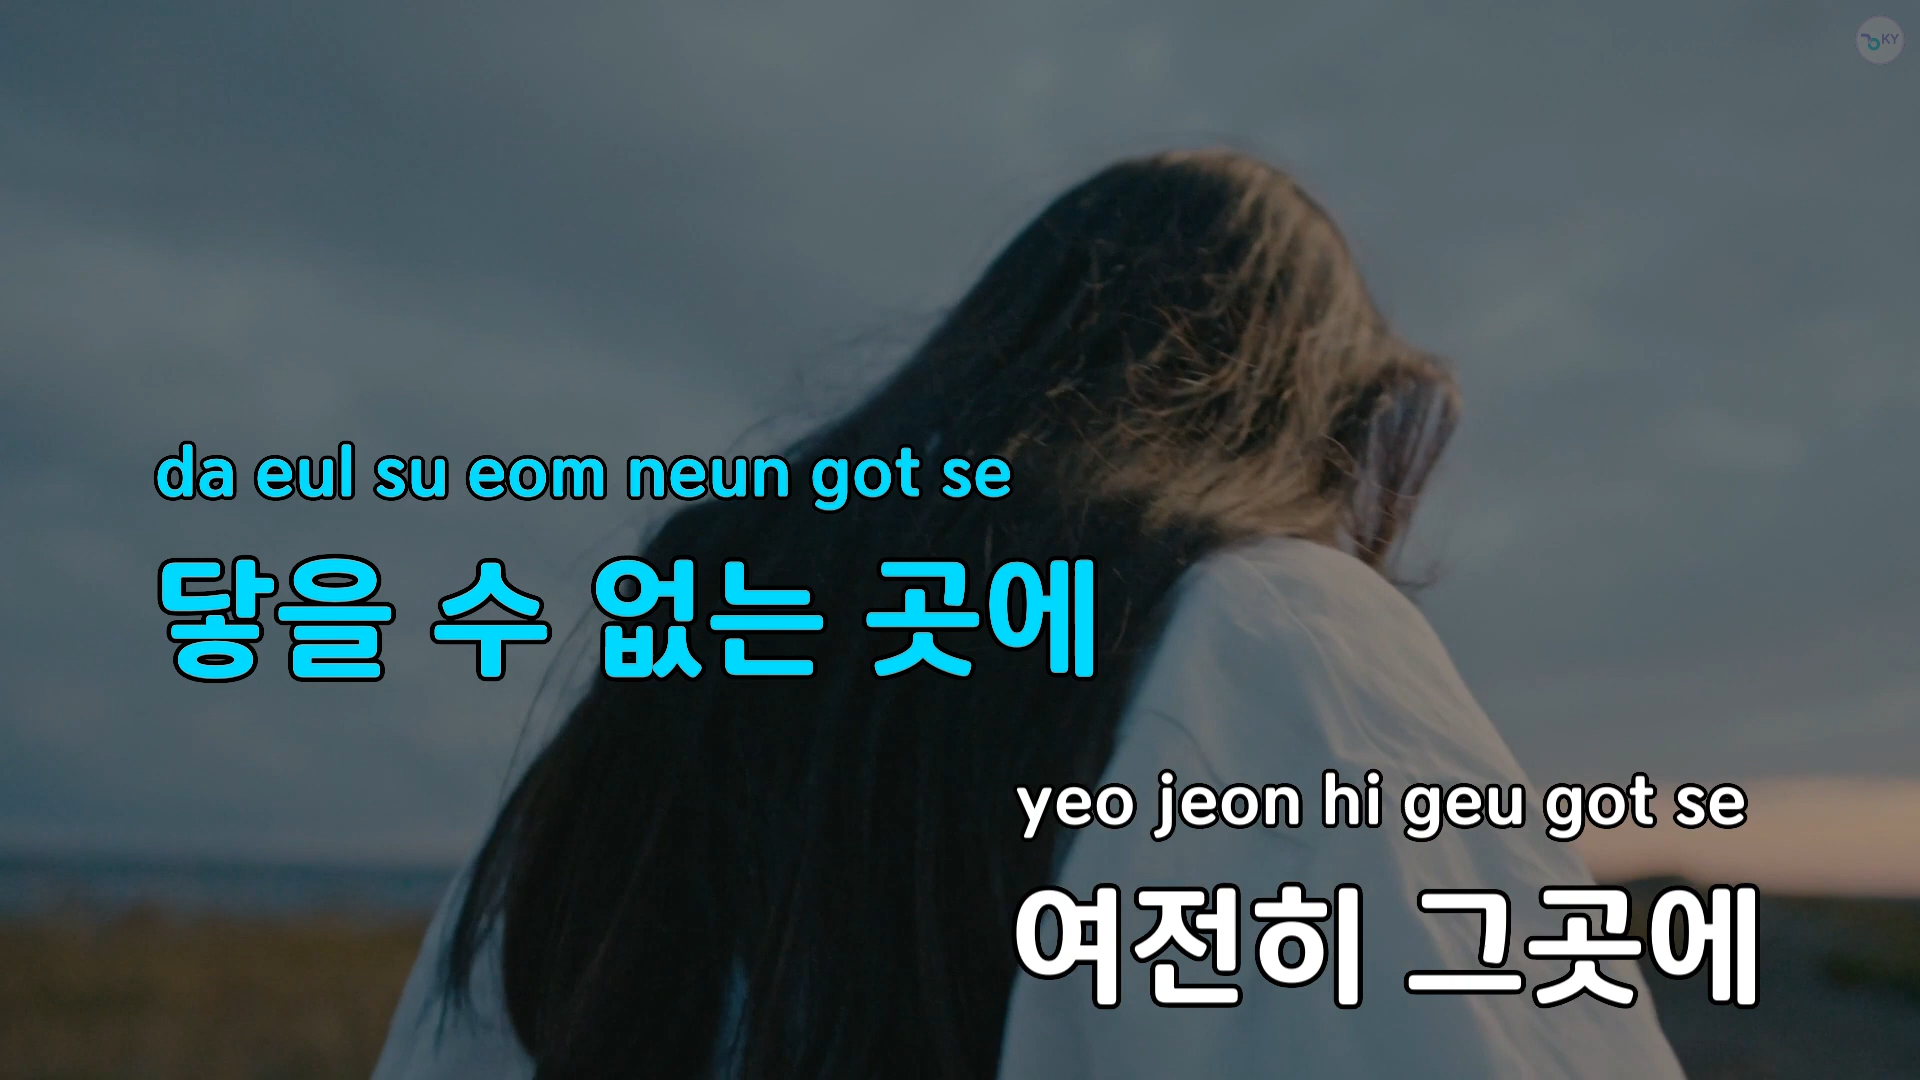 KY
da eul su eom neun got se
닿을 수 없는 곳에
yeo jeon hi geu got se
여전히 그곳에